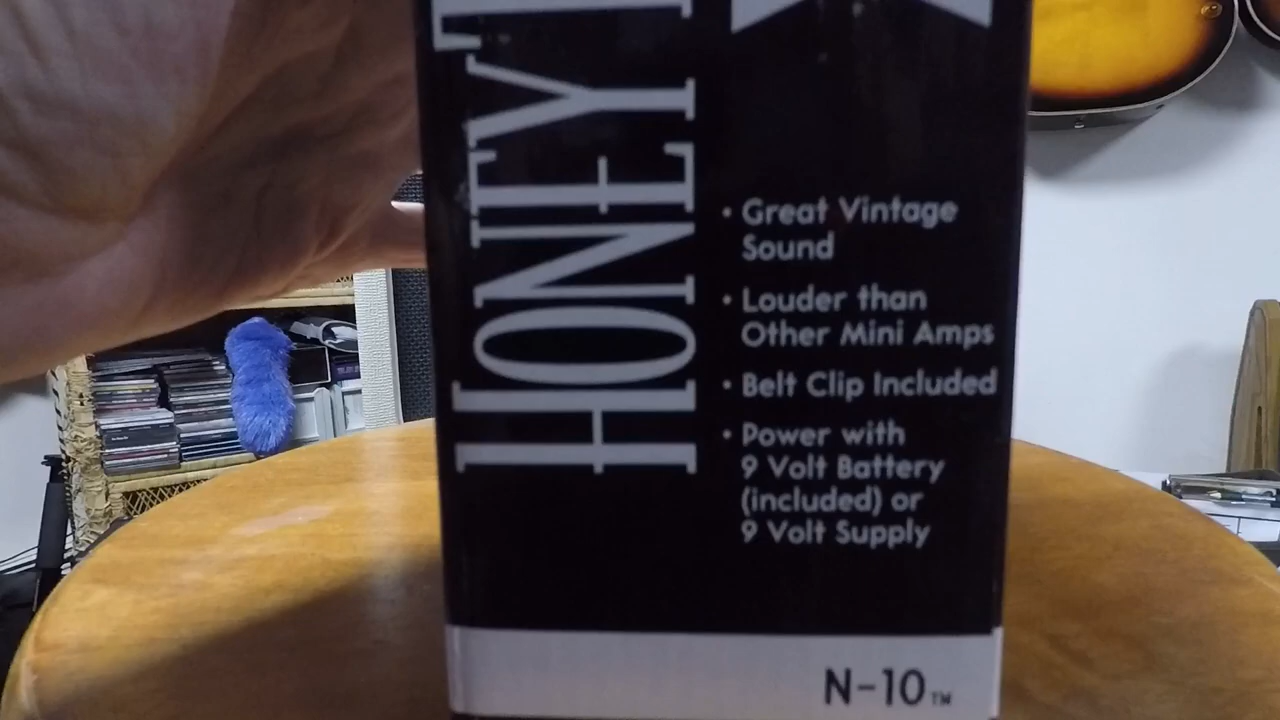 HONEYT
• Great Vintage
Sound
• Louder than
Other Mini Amps
• Belt Clip Included
• Power with
9 Volt Battery
(included) or
9 Volt Supply
N-10™